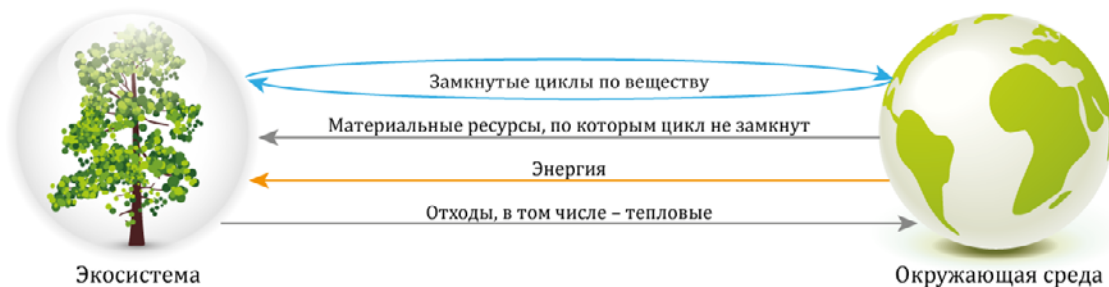 Замкнутые циклы по веществу
Материальные ресурсы, по которым цикл не замкнут
Энергия
Отходы, в том числе – тепловые
Экосистема
Окружающая среда